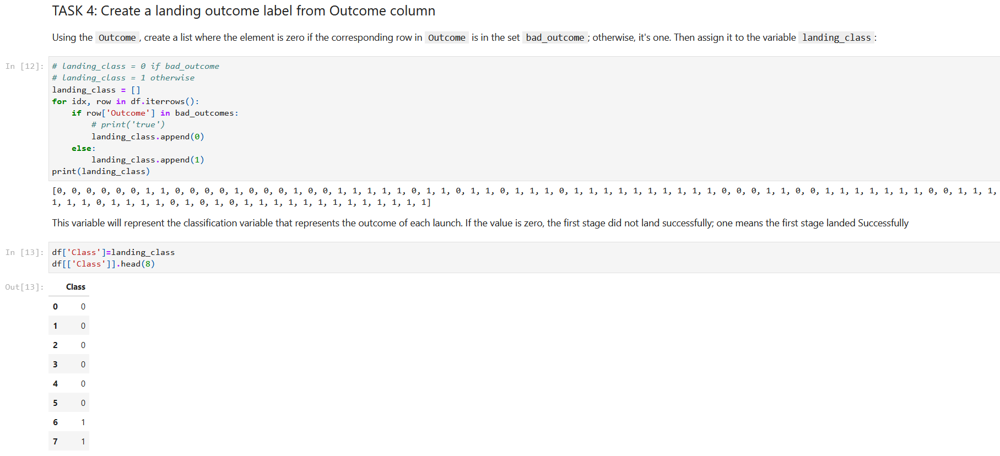 TASK 4: Create a landing outcome label from Outcome column
Using the Outcome , create a list where the element is zero if the corresponding row in Outcome is in the set bad_outcome ; otherwise, it's one. Then assign it to the variable landing_class :
In [12]: # landing_class = 0 if bad_outcome
# landing_class = 1 otherwise
landing_class = []
for idx, row in df.iterrows():
    if row['Outcome'] in bad_outcomes:
        # print('true')
        landing_class.append(0)
    else:
        landing_class.append(1)
print(landing_class)
[0, 0, 0, 0, 0, 0, 1, 1, 0, 0, 0, 0, 1, 0, 0, 0, 1, 0, 0, 1, 1, 1, 1, 1, 0, 1, 1, 0, 1, 1, 0, 1, 1, 1, 0, 1, 1, 1, 1, 1, 1, 1, 1, 1, 1, 0, 0, 0, 1, 1, 0, 0, 1, 1, 1, 1, 1, 1, 1, 0, 0, 1, 1, 1,
1, 1, 1, 0, 1, 1, 1, 1, 0, 1, 0, 1, 0, 1, 1, 1, 1, 1, 1, 1, 1, 1, 1, 1, 1, 1]
This variable will represent the classification variable that represents the outcome of each launch. If the value is zero, the first stage did not land successfully; one means the first stage landed Successfully
In [13]: df['Class']=landing_class
df[['Class']].head(8)
Out[13]: Class
0 0
1 0
2 0
3 0
4 0
5 0
6 1
7 1